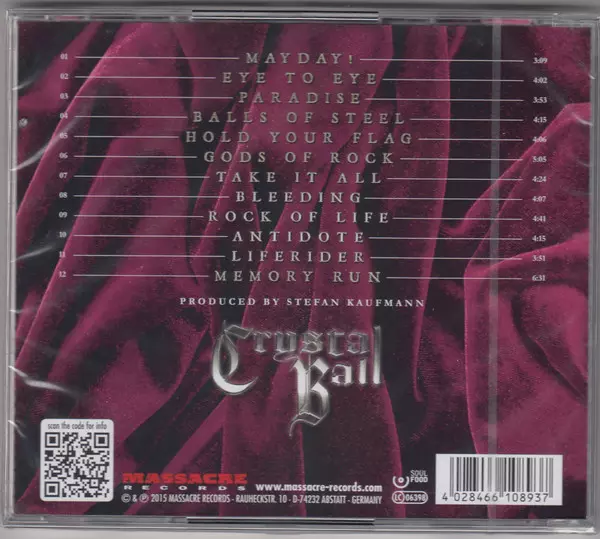 01 MAYDAY! 3:09
02 EYE TO EYE 4:02
03 PARADISE 3:53
04 BALLS OF STEEL 4:15
05 HOLD YOUR FLAG 4:06
06 GODS OF ROCK 5:05
07 TAKE IT ALL 4:24
08 BLEEDING 4:07
09 ROCK OF LIFE 4:41
10 ANTIDOTE 4:15
11 LIFERIDER 3:51
12 MEMORY RUN 6:31
PRODUCED BY STEFAN KAUFMANN
Crystal
Ball
scan the code for info
MASSACRE
RECORDS
www.massacre-records.com
© & ℗ 2015 MASSACRE RECORDS - RAUHECKSTR. 10 - D-74232 ABSTATT - GERMANY
SOUL
FOOD
LC 06398
4 028466 108937